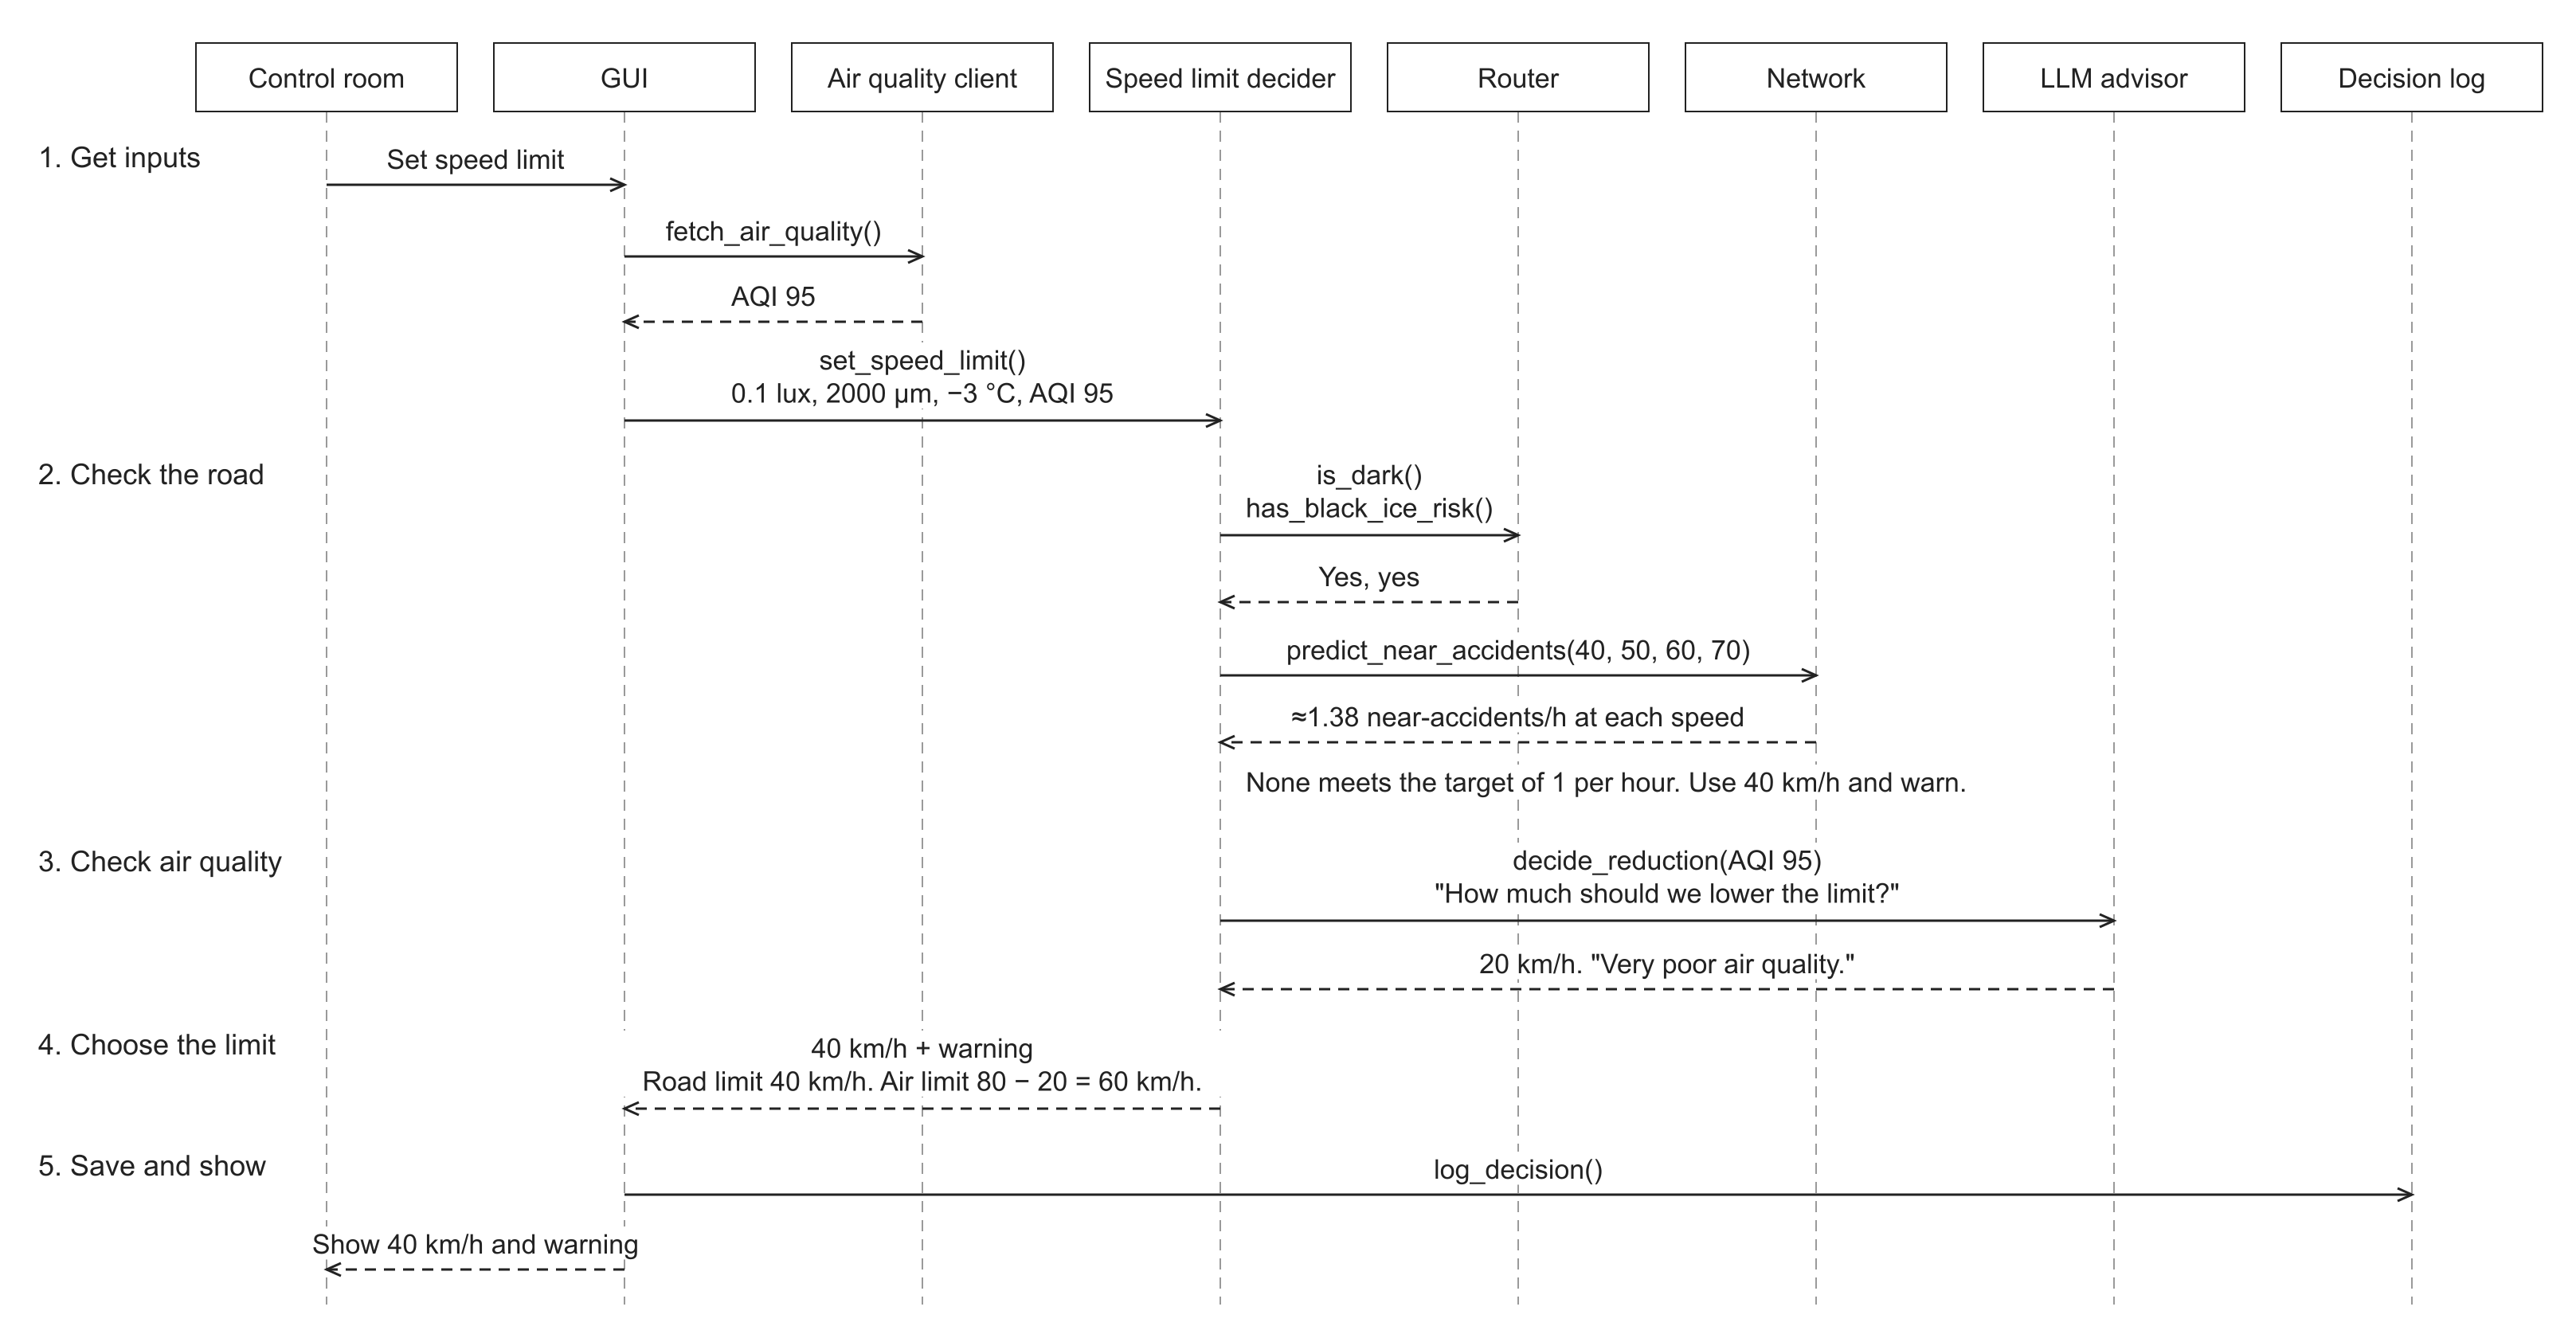 Control room
GUI
Air quality client
Speed limit decider
Router
Network
LLM advisor
Decision log
1. Get inputs
Set speed limit
fetch_air_quality()
AQI 95
set_speed_limit()
0.1 lux, 2000 µm, −3 °C, AQI 95
2. Check the road
is_dark()
has_black_ice_risk()
Yes, yes
predict_near_accidents(40, 50, 60, 70)
≈1.38 near-accidents/h at each speed
None meets the target of 1 per hour. Use 40 km/h and warn.
3. Check air quality
decide_reduction(AQI 95)
"How much should we lower the limit?"
20 km/h. "Very poor air quality."
4. Choose the limit
40 km/h + warning
Road limit 40 km/h. Air limit 80 − 20 = 60 km/h.
5. Save and show
log_decision()
Show 40 km/h and warning